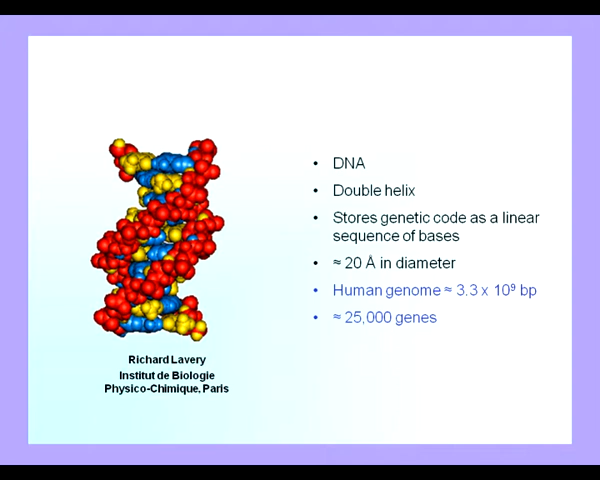 • DNA
• Double helix
• Stores genetic code as a linear
sequence of bases
• ≈ 20 Å in diameter
• Human genome ≈ 3.3 x 10⁹ bp
• ≈ 25,000 genes
Richard Lavery
Institut de Biologie
Physico-Chimique, Paris